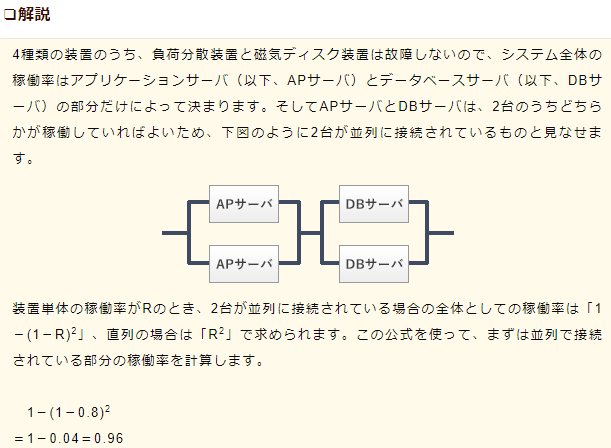 ❏解説
4種類の装置のうち、負荷分散装置と磁気ディスク装置は故障しないので、システム全体の
稼働率はアプリケーションサーバ（以下、APサーバ）とデータベースサーバ（以下、DBサ
ーバ）の部分だけによって決まります。そしてAPサーバとDBサーバは、2台のうちどちら
かが稼働していればよいため、下図のように2台が並列に接続されているものと見なせま
す。
APサーバ DBサーバ
APサーバ DBサーバ
装置単体の稼働率がRのとき、2台が並列に接続されている場合の全体としての稼働率は「1
－(1－R)²」、直列の場合は「R²」で求められます。この公式を使って、まずは並列で接続
されている部分の稼働率を計算します。
1－(1－0.8)²
＝1－0.04＝0.96